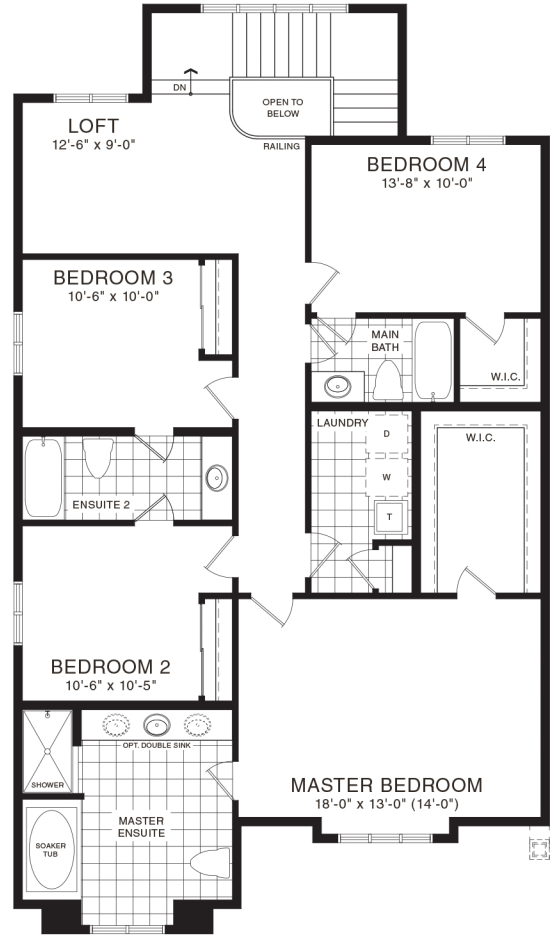 DN
OPEN TO
BELOW
RAILING
LOFT
12'-6" x 9'-0"
BEDROOM 4
13'-8" x 10'-0"
BEDROOM 3
10'-6" x 10'-0"
MAIN
BATH
W.I.C.
LAUNDRY
D
W
T
W.I.C.
ENSUITE 2
BEDROOM 2
10'-6" x 10'-5"
OPT. DOUBLE SINK
SHOWER
MASTER BEDROOM
18'-0" x 13'-0" (14'-0")
MASTER
ENSUITE
SOAKER
TUB